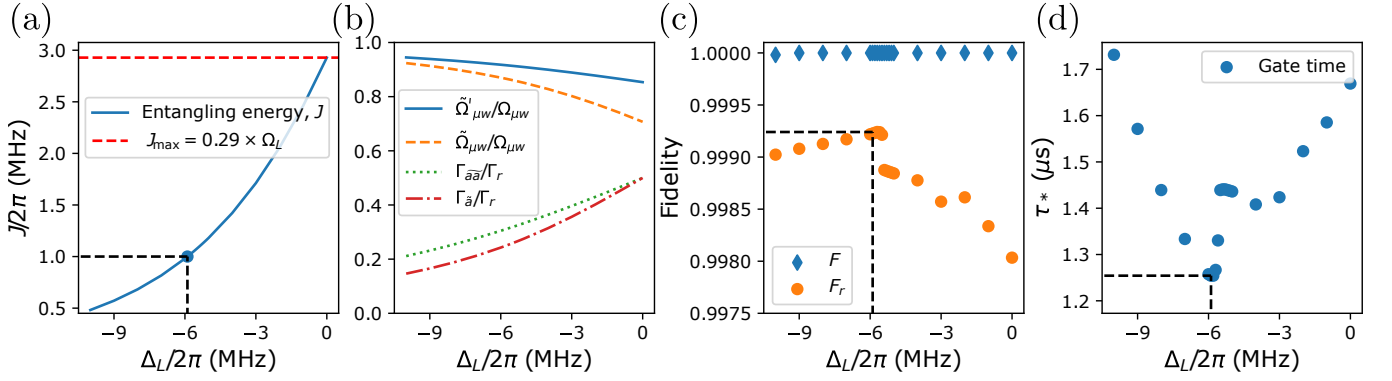 (a)
3.0
2.5
2.0
1.5
1.0
0.5
J/2π (MHz)
Entangling energy, J
J_max = 0.29 × Ω_L
−9 −6 −3 0
Δ_L/2π (MHz)
(b)
1.0
0.8
0.6
0.4
0.2
0.0
Ω̃'_μw/Ω_μw
Ω̃_μw/Ω_μw
Γ_ãã/Γ_r
Γ_ã/Γ_r
−9 −6 −3 0
Δ_L/2π (MHz)
(c)
1.0000
0.9995
0.9990
0.9985
0.9980
0.9975
Fidelity
F
F_r
−9 −6 −3 0
Δ_L/2π (MHz)
(d)
1.7
1.6
1.5
1.4
1.3
1.2
τ_* (μs)
Gate time
−9 −6 −3 0
Δ_L/2π (MHz)